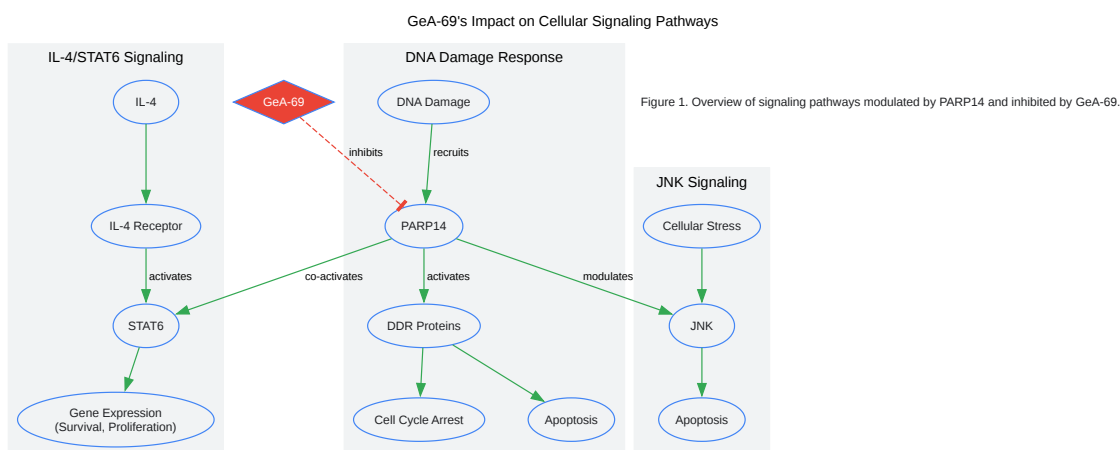 GeA-69's Impact on Cellular Signaling Pathways
IL-4/STAT6 Signaling
DNA Damage Response
IL-4
GeA-69
DNA Damage
Figure 1. Overview of signaling pathways modulated by PARP14 and inhibited by GeA-69.
inhibits
recruits
JNK Signaling
IL-4 Receptor
PARP14
Cellular Stress
activates
co-activates
activates
modulates
STAT6
DDR Proteins
JNK
Gene Expression
(Survival, Proliferation)
Cell Cycle Arrest
Apoptosis
Apoptosis